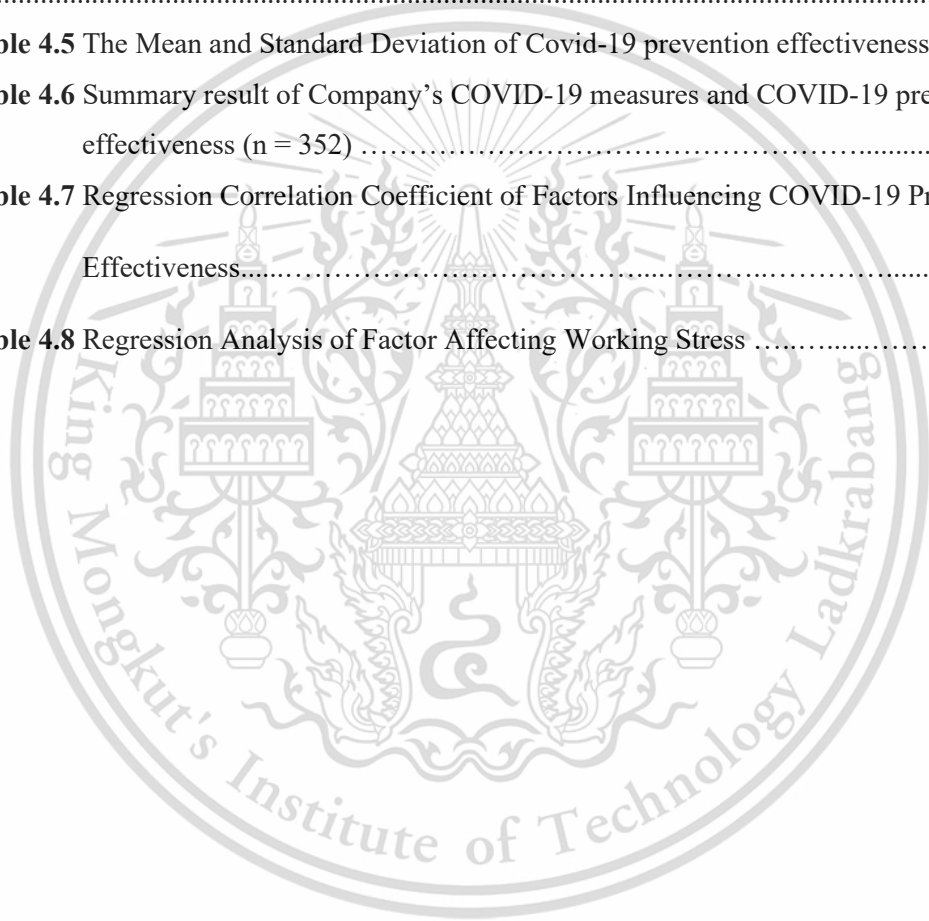 ble 4.5 The Mean and Standard Deviation of Covid-19 prevention effectiveness
ble 4.6 Summary result of Company’s COVID-19 measures and COVID-19 pre
effectiveness (n = 352) ……………………………………………….........
ble 4.7 Regression Correlation Coefficient of Factors Influencing COVID-19 Pr
Effectiveness......……………………………….....………..…………......
ble 4.8 Regression Analysis of Factor Affecting Working Stress …..….....……
King Mongkut's Institute of Technology Ladkrabang